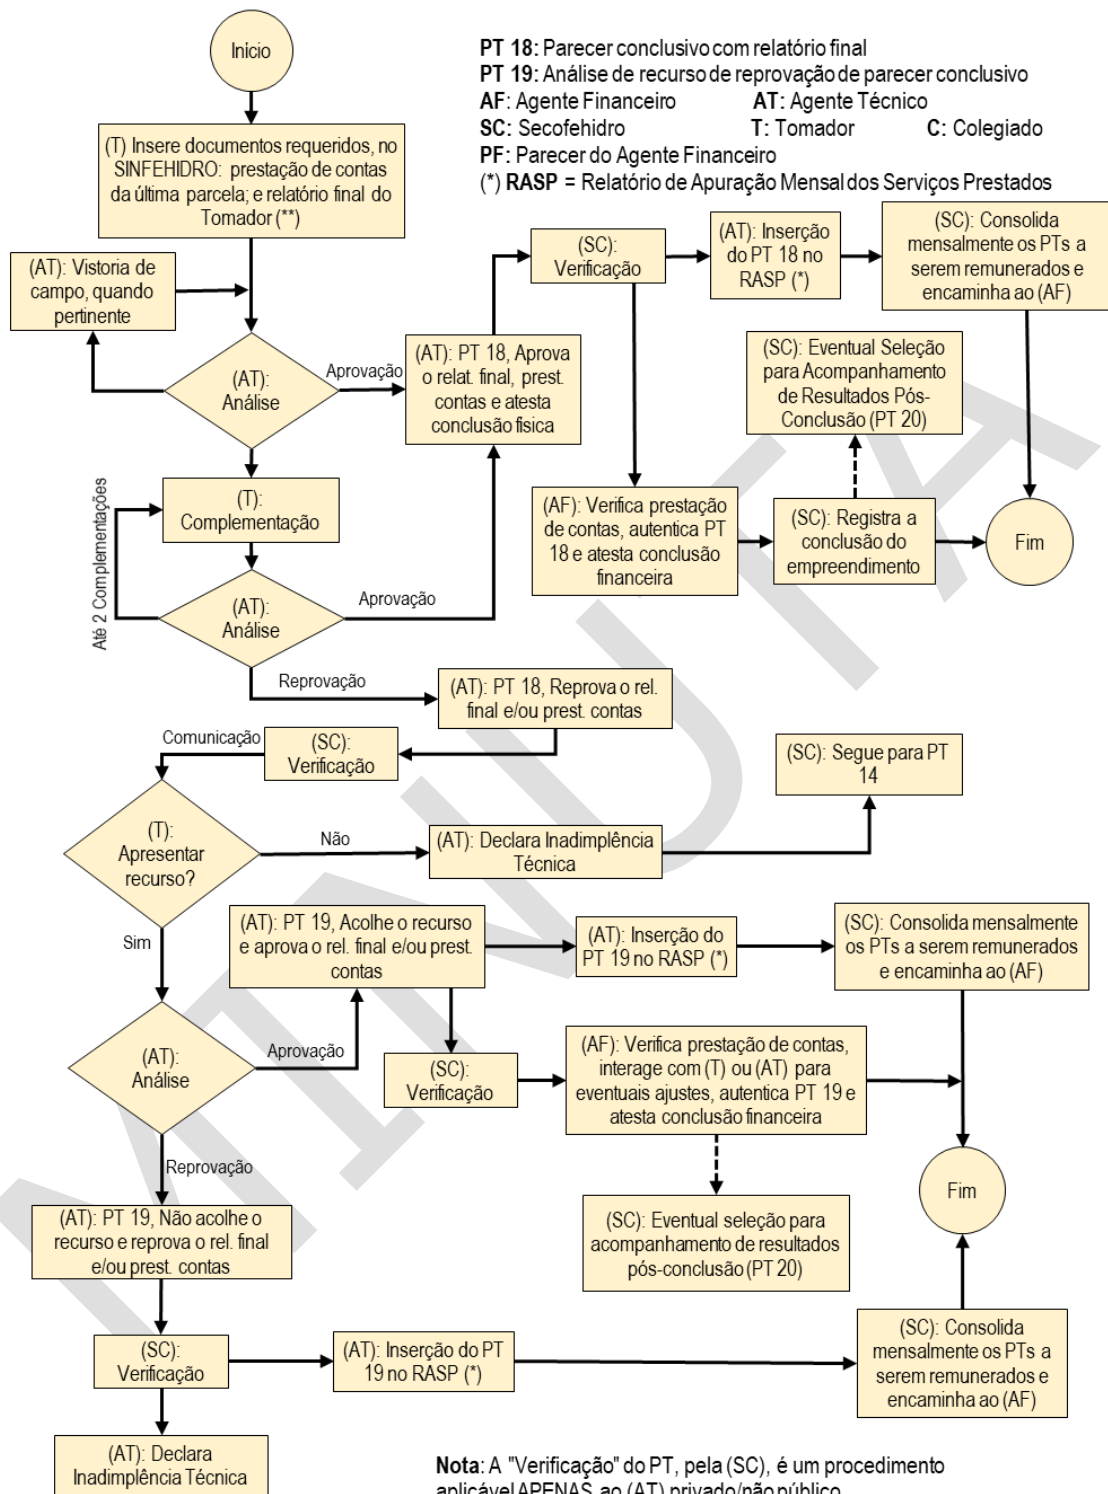 Início
PT 18: Parecer conclusivo com relatório final
PT 19: Análise de recurso de reprovação de parecer conclusivo
AF: Agente Financeiro AT: Agente Técnico
SC: Secofehidro T: Tomador C: Colegiado
PF: Parecer do Agente Financeiro
(*) RASP = Relatório de Apuração Mensal dos Serviços Prestados
(T) Insere documentos requeridos, no
SINFEHIDRO: prestação de contas
da última parcela; e relatório final do
Tomador (**)
(AT): Vistoria de
campo, quando
pertinente
(AT):
Análise
Aprovação
(AT): PT 18, Aprova
o relat. final, prest.
contas e atesta
conclusão física
(SC):
Verificação
(AT): Inserção
do PT 18 no
RASP (*)
(SC): Consolida
mensalmente os PTs a
serem remunerados e
encaminha ao (AF)
(SC): Eventual Seleção
para Acompanhamento
de Resultados Pós-
Conclusão (PT 20)
(AF): Verifica prestação
de contas, autentica PT
18 e atesta conclusão
financeira
(SC): Registra a
conclusão do
empreendimento
Fim
(T):
Complementação
Até 2 Complementações
(AT):
Análise
Aprovação
Reprovação
(AT): PT 18, Reprova o rel.
final e/ou prest. contas
Comunicação
(SC):
Verificação
(SC): Segue para PT
14
(T):
Apresentar
recurso?
Não
(AT): Declara Inadimplência
Técnica
Sim
(AT): PT 19, Acolhe o recurso
e aprova o rel. final e/ou prest.
contas
(AT): Inserção do
PT 19 no RASP (*)
(SC): Consolida mensalmente
os PTs a serem remunerados
e encaminha ao (AF)
(AT):
Análise
Aprovação
(SC):
Verificação
(AF): Verifica prestação de contas,
interage com (T) ou (AT) para
eventuais ajustes, autentica PT 19 e
atesta conclusão financeira
Reprovação
Fim
(AT): PT 19, Não acolhe o
recurso e reprova o rel. final
e/ou prest. contas
(SC): Eventual seleção para
acompanhamento de resultados
pós-conclusão (PT 20)
(SC):
Verificação
(AT): Inserção do PT
19 no RASP (*)
(SC): Consolida
mensalmente os PTs a
serem remunerados e
encaminha ao (AF)
(AT): Declara
Inadimplência Técnica
Nota: A "Verificação" do PT, pela (SC), é um procedimento
aplicável APENAS ao (AT) privado/não público
MINUTA